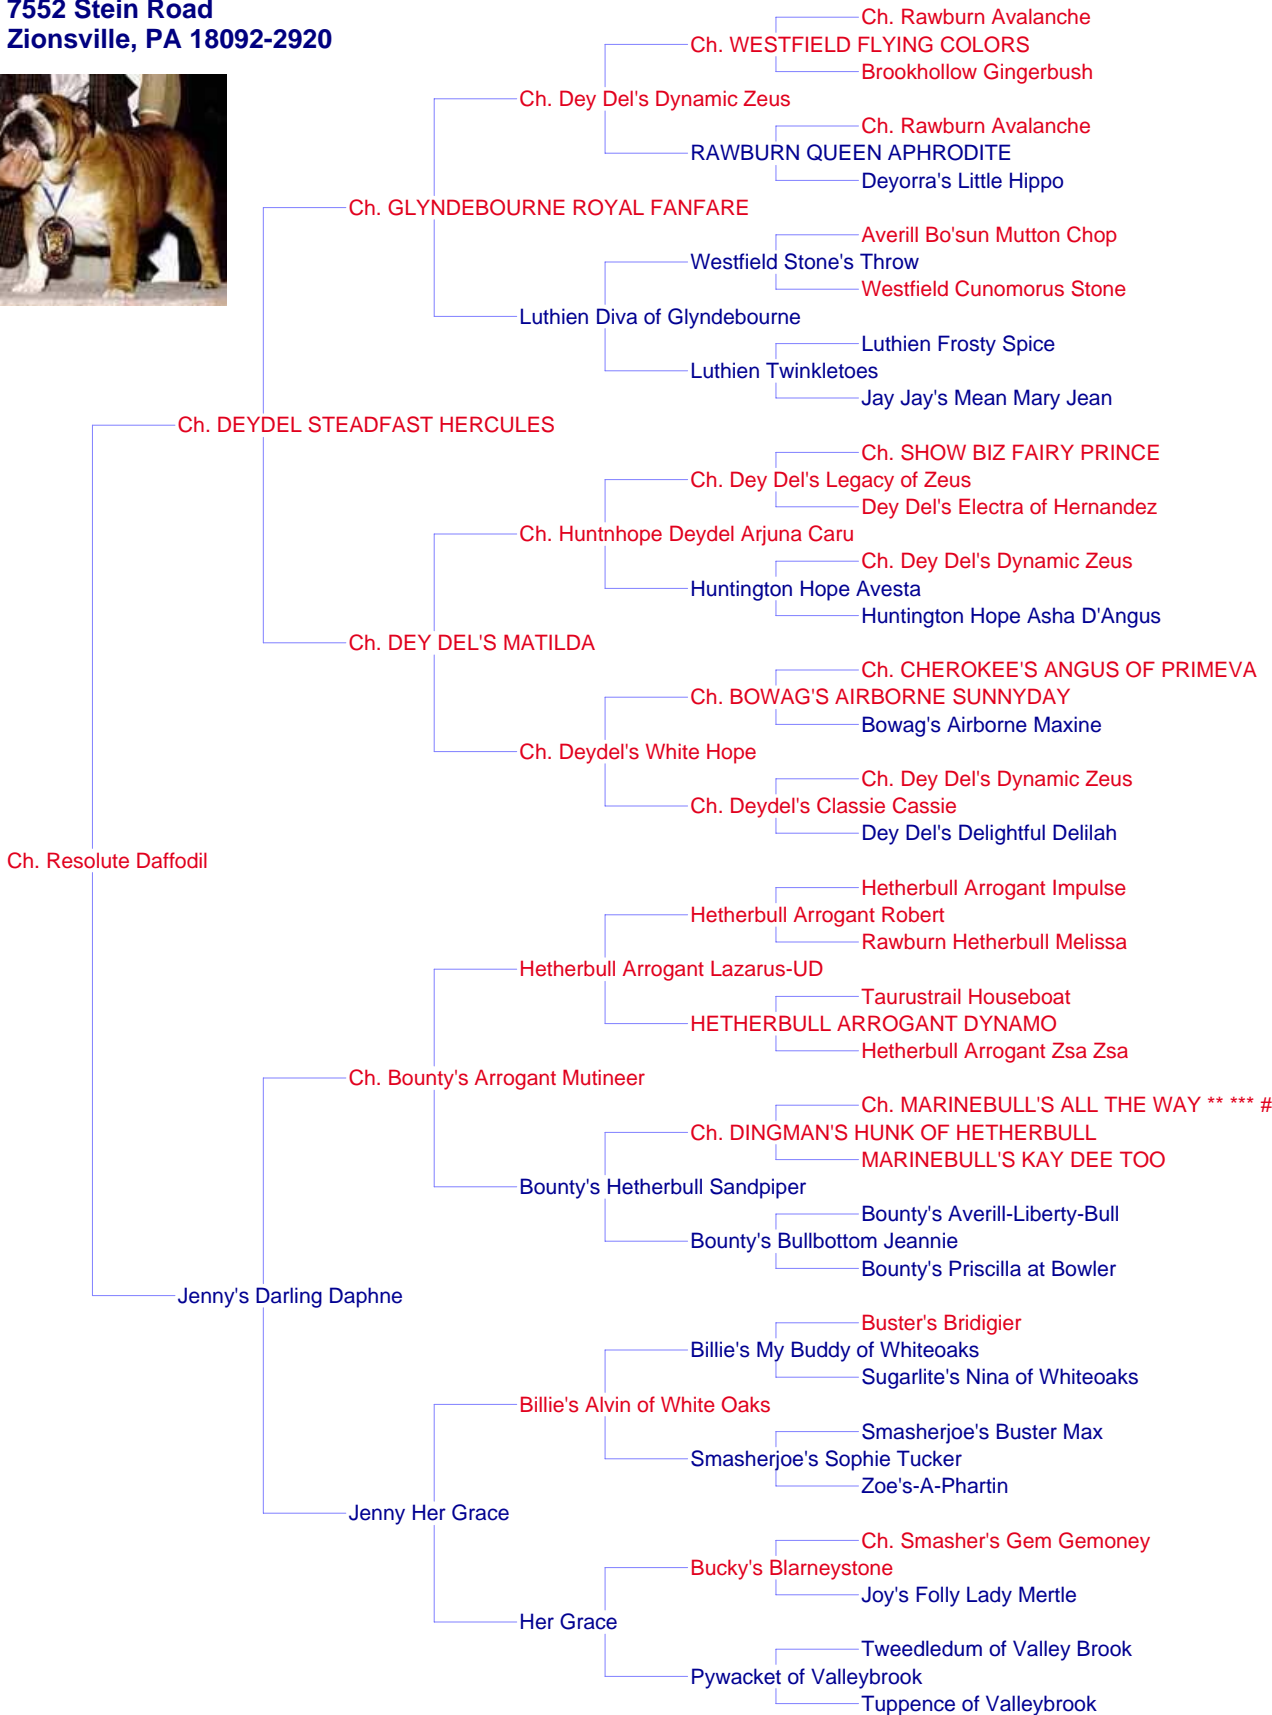 7552 Stein Road
Zionsville, PA 18092-2920
Ch. Rawburn Avalanche
Ch. WESTFIELD FLYING COLORS
Brookhollow Gingerbush
Ch. Dey Del's Dynamic Zeus
Ch. Rawburn Avalanche
RAWBURN QUEEN APHRODITE
Deyorra's Little Hippo
Ch. GLYNDEBOURNE ROYAL FANFARE
Averill Bo'sun Mutton Chop
Westfield Stone's Throw
Westfield Cunomorus Stone
Luthien Diva of Glyndebourne
Luthien Frosty Spice
Luthien Twinkletoes
Jay Jay's Mean Mary Jean
Ch. DEYDEL STEADFAST HERCULES
Ch. SHOW BIZ FAIRY PRINCE
Ch. Dey Del's Legacy of Zeus
Dey Del's Electra of Hernandez
Ch. Huntnhope Deydel Arjuna Caru
Ch. Dey Del's Dynamic Zeus
Huntington Hope Avesta
Huntington Hope Asha D'Angus
Ch. DEY DEL'S MATILDA
Ch. CHEROKEE'S ANGUS OF PRIMEVA
Ch. BOWAG'S AIRBORNE SUNNYDAY
Bowag's Airborne Maxine
Ch. Deydel's White Hope
Ch. Dey Del's Dynamic Zeus
Ch. Deydel's Classie Cassie
Dey Del's Delightful Delilah
Ch. Resolute Daffodil
Hetherbull Arrogant Impulse
Hetherbull Arrogant Robert
Rawburn Hetherbull Melissa
Hetherbull Arrogant Lazarus-UD
Taurustrail Houseboat
HETHERBULL ARROGANT DYNAMO
Hetherbull Arrogant Zsa Zsa
Ch. Bounty's Arrogant Mutineer
Ch. MARINEBULL'S ALL THE WAY ** *** #
Ch. DINGMAN'S HUNK OF HETHERBULL
MARINEBULL'S KAY DEE TOO
Bounty's Hetherbull Sandpiper
Bounty's Averill-Liberty-Bull
Bounty's Bullbottom Jeannie
Bounty's Priscilla at Bowler
Jenny's Darling Daphne
Buster's Bridigier
Billie's My Buddy of Whiteoaks
Sugarlite's Nina of Whiteoaks
Billie's Alvin of White Oaks
Smasherjoe's Buster Max
Smasherjoe's Sophie Tucker
Zoe's-A-Phartin
Jenny Her Grace
Ch. Smasher's Gem Gemoney
Bucky's Blarneystone
Joy's Folly Lady Mertle
Her Grace
Tweedledum of Valley Brook
Pywacket of Valleybrook
Tuppence of Valleybrook